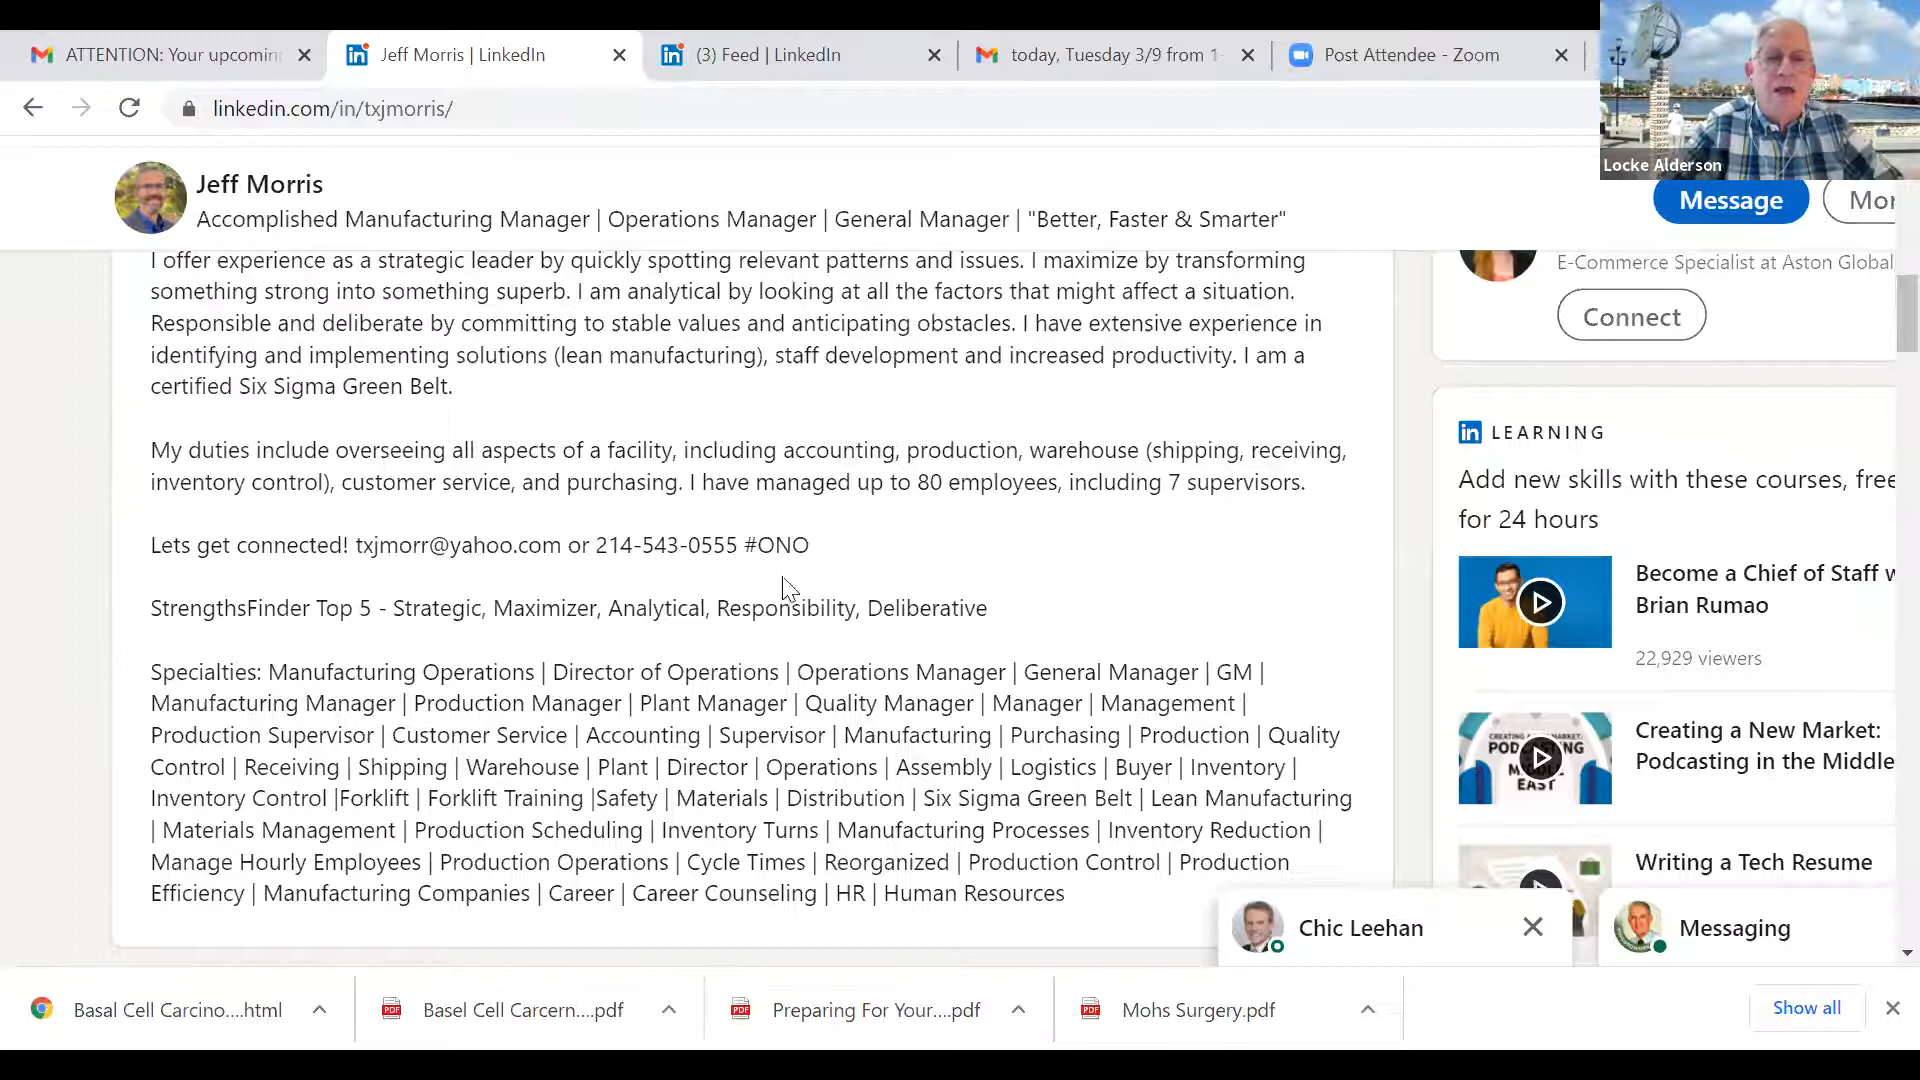 ATTENTION: Your upcomin
Jeff Morris | LinkedIn
(3) Feed | LinkedIn
today, Tuesday 3/9 from 1-
Post Attendee - Zoom
linkedin.com/in/txjmorris/
Locke Alderson
Jeff Morris
Accomplished Manufacturing Manager | Operations Manager | General Manager | "Better, Faster & Smarter"
Message
Mor
I offer experience as a strategic leader by quickly spotting relevant patterns and issues. I maximize by transforming
something strong into something superb. I am analytical by looking at all the factors that might affect a situation.
Responsible and deliberate by committing to stable values and anticipating obstacles. I have extensive experience in
identifying and implementing solutions (lean manufacturing), staff development and increased productivity. I am a
certified Six Sigma Green Belt.
My duties include overseeing all aspects of a facility, including accounting, production, warehouse (shipping, receiving,
inventory control), customer service, and purchasing. I have managed up to 80 employees, including 7 supervisors.
Lets get connected! txjmorr@yahoo.com or 214-543-0555 #ONO
StrengthsFinder Top 5 - Strategic, Maximizer, Analytical, Responsibility, Deliberative
Specialties: Manufacturing Operations | Director of Operations | Operations Manager | General Manager | GM |
Manufacturing Manager | Production Manager | Plant Manager | Quality Manager | Manager | Management |
Production Supervisor | Customer Service | Accounting | Supervisor | Manufacturing | Purchasing | Production | Quality
Control | Receiving | Shipping | Warehouse | Plant | Director | Operations | Assembly | Logistics | Buyer | Inventory |
Inventory Control |Forklift | Forklift Training |Safety | Materials | Distribution | Six Sigma Green Belt | Lean Manufacturing
| Materials Management | Production Scheduling | Inventory Turns | Manufacturing Processes | Inventory Reduction |
Manage Hourly Employees | Production Operations | Cycle Times | Reorganized | Production Control | Production
Efficiency | Manufacturing Companies | Career | Career Counseling | HR | Human Resources
E-Commerce Specialist at Aston Global
Connect
in LEARNING
Add new skills with these courses, free
for 24 hours
Become a Chief of Staff w
Brian Rumao
22,929 viewers
CREATING A NEW MARKET:
PODCASTING
EAST
Creating a New Market:
Podcasting in the Middle
Writing a Tech Resume
Chic Leehan
Messaging
Basal Cell Carcino....html
Basel Cell Carcern....pdf
Preparing For Your....pdf
Mohs Surgery.pdf
Show all